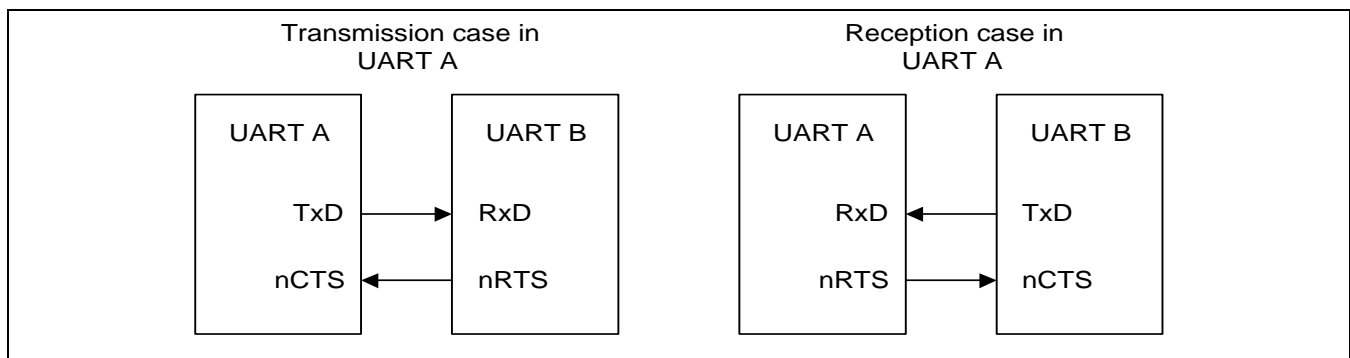 Transmission case in
UART A
UART A
UART B
TxD
RxD
nCTS
nRTS
Reception case in
UART A
UART A
UART B
RxD
TxD
nRTS
nCTS